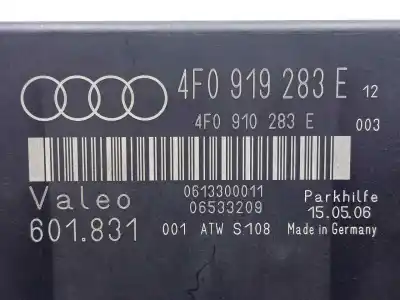 4F0 919 283 E 12
4F0 910 283 E 003
Valeo 0613300011 Parkhilfe
06533209 15.05.06
601.831 001 ATW S108 Made in Germany